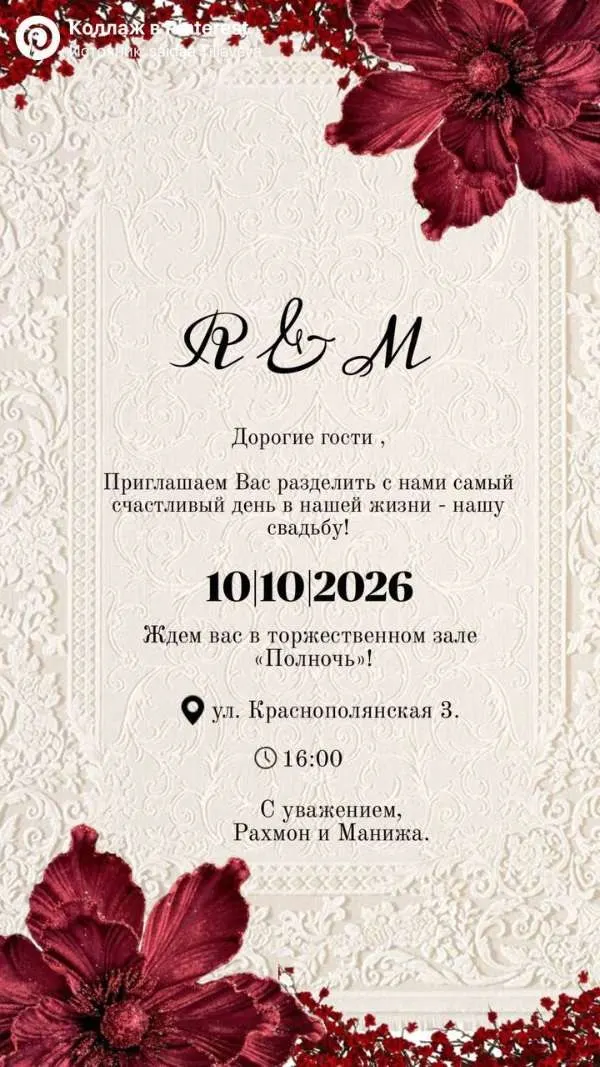 Коллаж в Pinterest
R & M
Дорогие гости ,
Приглашаем Вас разделить с нами самый
счастливый день в нашей жизни - нашу
свадьбу!
10|10|2026
Ждем вас в торжественном зале
«Полночь»!
ул. Краснополянская 3.
16:00
С уважением,
Рахмон и Манижа.